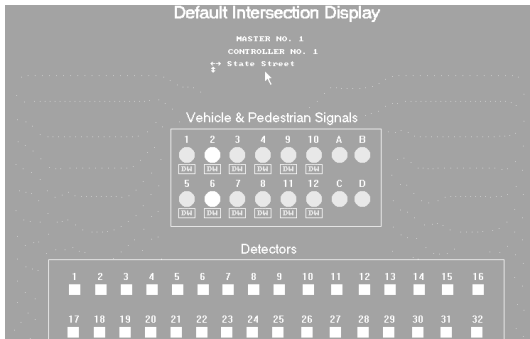 Default Intersection Display
MASTER NO. 1
CONTROLLER NO. 1
State Street
Vehicle & Pedestrian Signals
1 2 3 4 9 10 A B
DW DW DW DW DW
5 6 7 8 11 12 C D
DW DW DW DW DW DW
Detectors
1 2 3 4 5 6 7 8 9 10 11 12 13 14 15 16
17 18 19 20 21 22 23 24 25 26 27 28 29 30 31 32